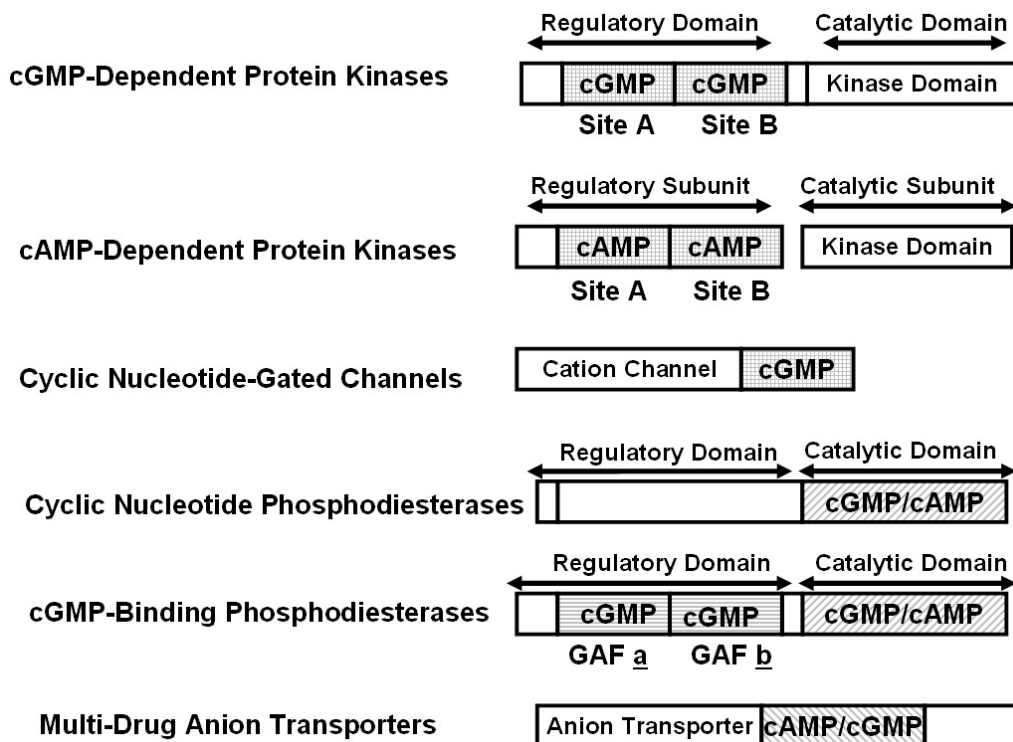 Regulatory Domain Catalytic Domain
cGMP-Dependent Protein Kinases cGMP cGMP Kinase Domain
Site A Site B
Regulatory Subunit Catalytic Subunit
cAMP-Dependent Protein Kinases cAMP cAMP Kinase Domain
Site A Site B
Cyclic Nucleotide-Gated Channels Cation Channel cGMP
Regulatory Domain Catalytic Domain
Cyclic Nucleotide Phosphodiesterases cGMP/cAMP
Regulatory Domain Catalytic Domain
cGMP-Binding Phosphodiesterases cGMP cGMP cGMP/cAMP
GAF a GAF b
Multi-Drug Anion Transporters Anion Transporter cAMP/cGMP